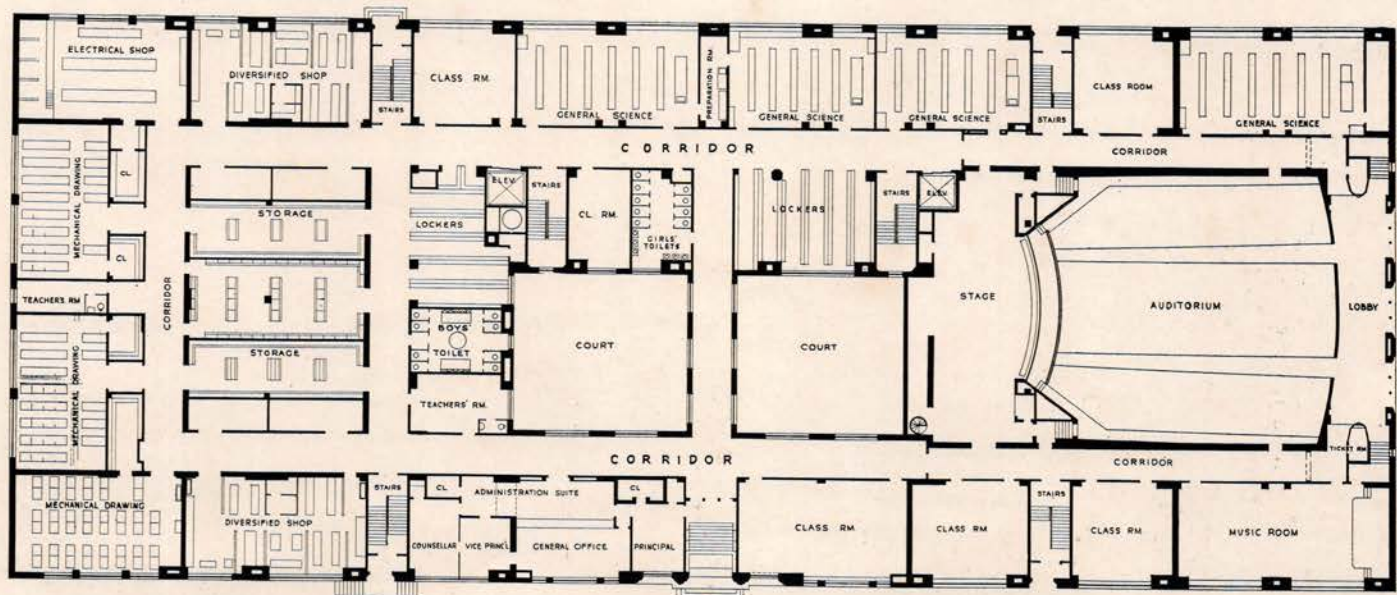 ELECTRICAL SHOP
DIVERSIFIED SHOP
STAIRS
CLASS RM.
GENERAL SCIENCE
PREPARATION RM.
GENERAL SCIENCE
GENERAL SCIENCE
STAIRS
CLASS ROOM
GENERAL SCIENCE
CORRIDOR
CORRIDOR
MECHANICAL DRAWING
CL.
CL.
STORAGE
LOCKERS
ELEV.
STAIRS
CL. RM.
GIRLS'
TOILETS
LOCKERS
STAIRS
ELEV.
TEACHERS RM
CORRIDOR
STAGE
AUDITORIUM
LOBBY
MECHANICAL DRAWING
STORAGE
BOYS'
TOILET
COURT
COURT
TEACHERS' RM.
CORRIDOR
CORRIDOR
TICKET RM.
MECHANICAL DRAWING
DIVERSIFIED SHOP
STAIRS
CL.
ADMINISTRATION SUITE
CL.
COUNSELLAR
VICE PRINC'L
GENERAL OFFICE
PRINCIPAL
CLASS RM.
CLASS RM.
STAIRS
CLASS RM.
MUSIC ROOM